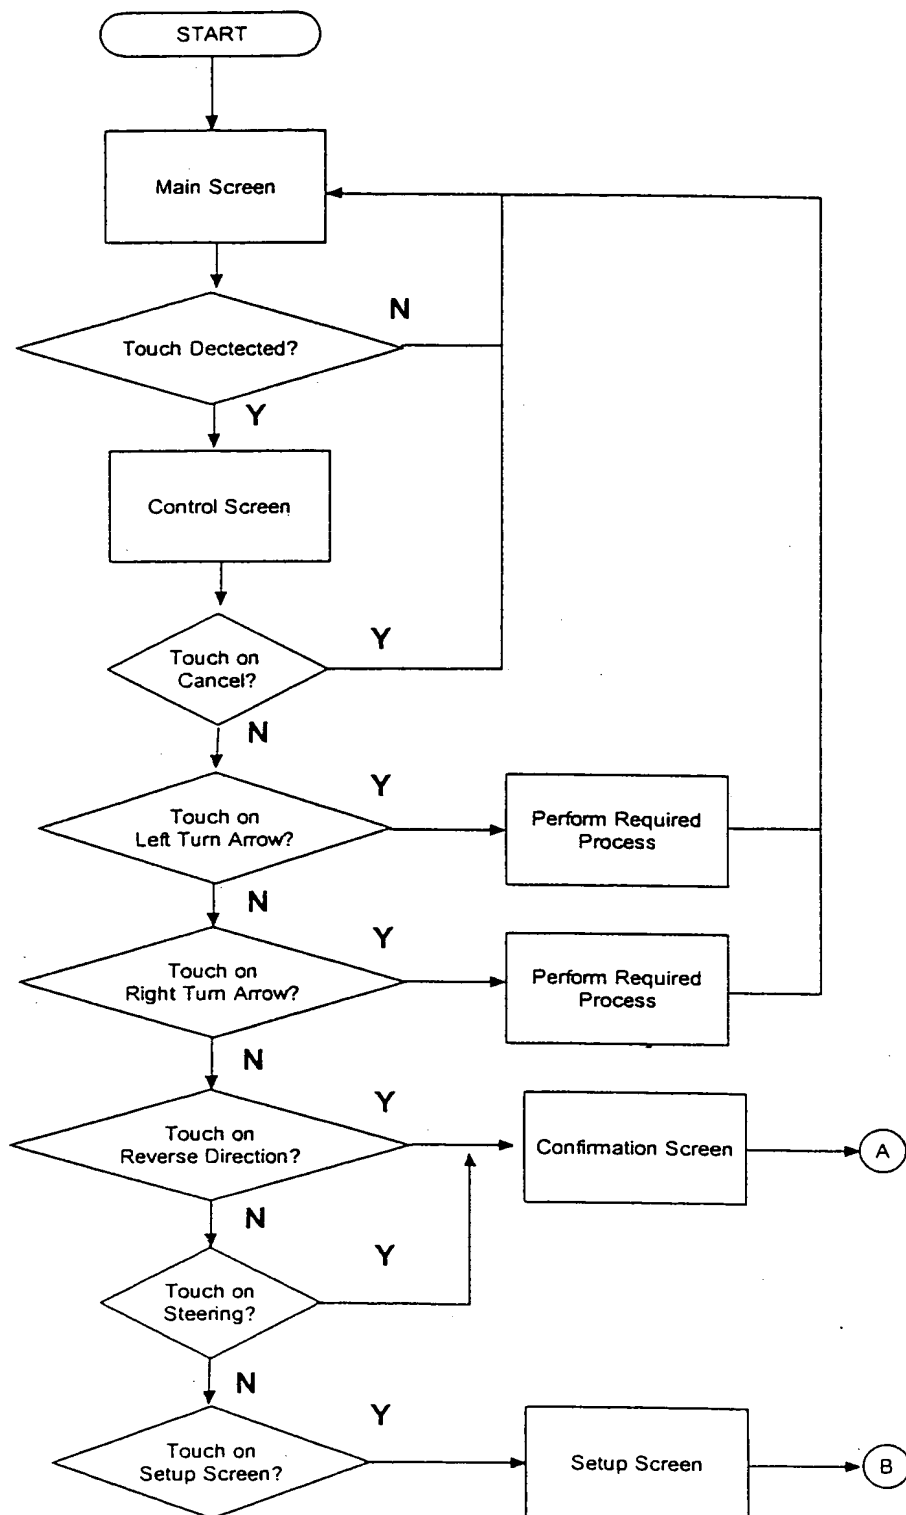 START
Main Screen
N
Touch Dectected?
Y
Control Screen
Y
Touch on
Cancel?
N
Y
Touch on
Left Turn Arrow?
Perform Required
Process
N
Y
Touch on
Right Turn Arrow?
Perform Required
Process
N
Y
Touch on
Reverse Direction?
Confirmation Screen
A
N
Y
Touch on
Steering?
N
Y
Touch on
Setup Screen?
Setup Screen
B